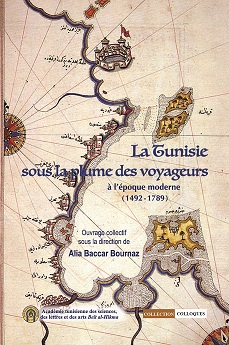 La Tunisie
sous la plume des voyageurs
à l'époque moderne
(1492-1789)
Ouvrage collectif
sous la direction de
Alia Baccar Bournaz
Académie tunisienne des sciences,
des lettres et des arts Beït al-Hikma
COLLECTION COLLOQUES